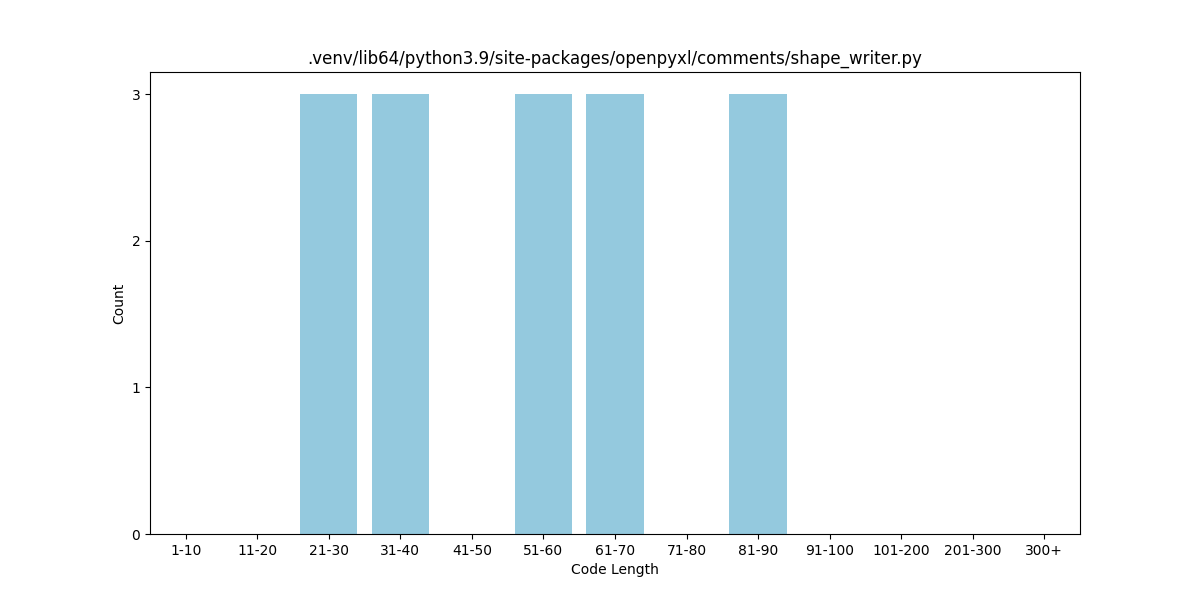 .venv/lib64/python3.9/site-packages/openpyxl/comments/shape_writer.py
3
2
1
0
Count
1-10 11-20 21-30 31-40 41-50 51-60 61-70 71-80 81-90 91-100 101-200 201-300 300+
Code Length